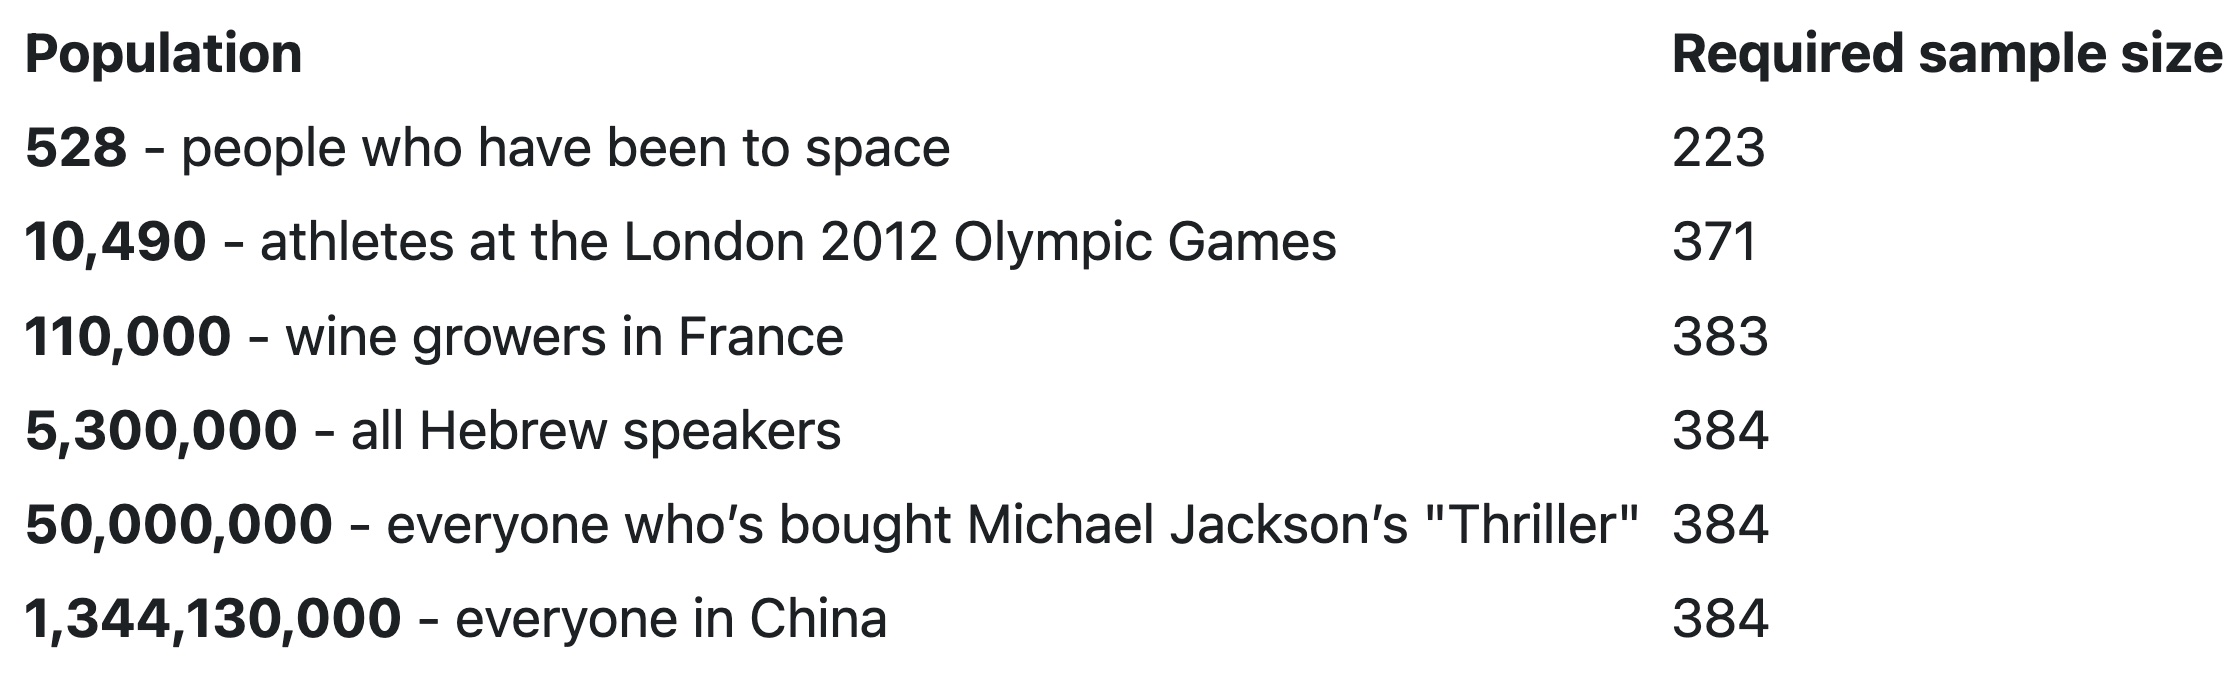 Population Required sample size
528 - people who have been to space 223
10,490 - athletes at the London 2012 Olympic Games 371
110,000 - wine growers in France 383
5,300,000 - all Hebrew speakers 384
50,000,000 - everyone who’s bought Michael Jackson’s "Thriller" 384
1,344,130,000 - everyone in China 384